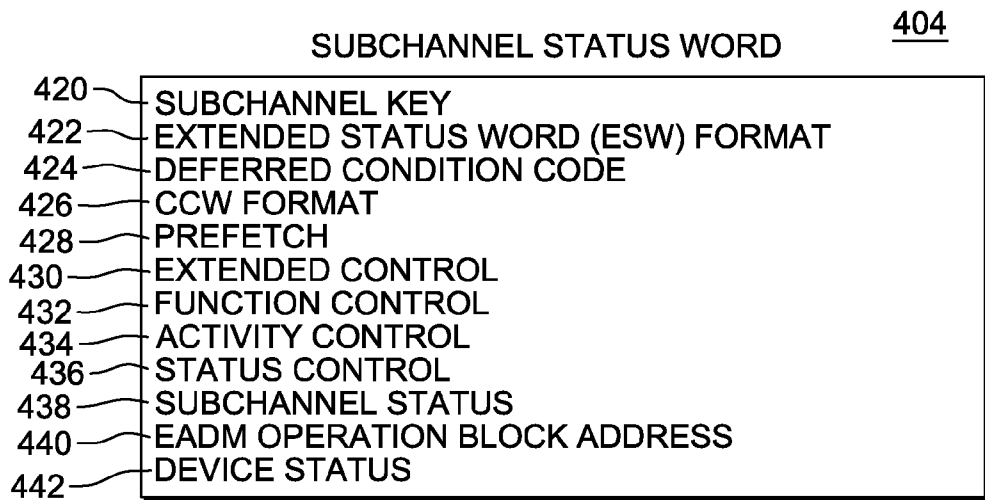 404
SUBCHANNEL STATUS WORD
420 SUBCHANNEL KEY
422 EXTENDED STATUS WORD (ESW) FORMAT
424 DEFERRED CONDITION CODE
426 CCW FORMAT
428 PREFETCH
430 EXTENDED CONTROL
432 FUNCTION CONTROL
434 ACTIVITY CONTROL
436 STATUS CONTROL
438 SUBCHANNEL STATUS
440 EADM OPERATION BLOCK ADDRESS
442 DEVICE STATUS